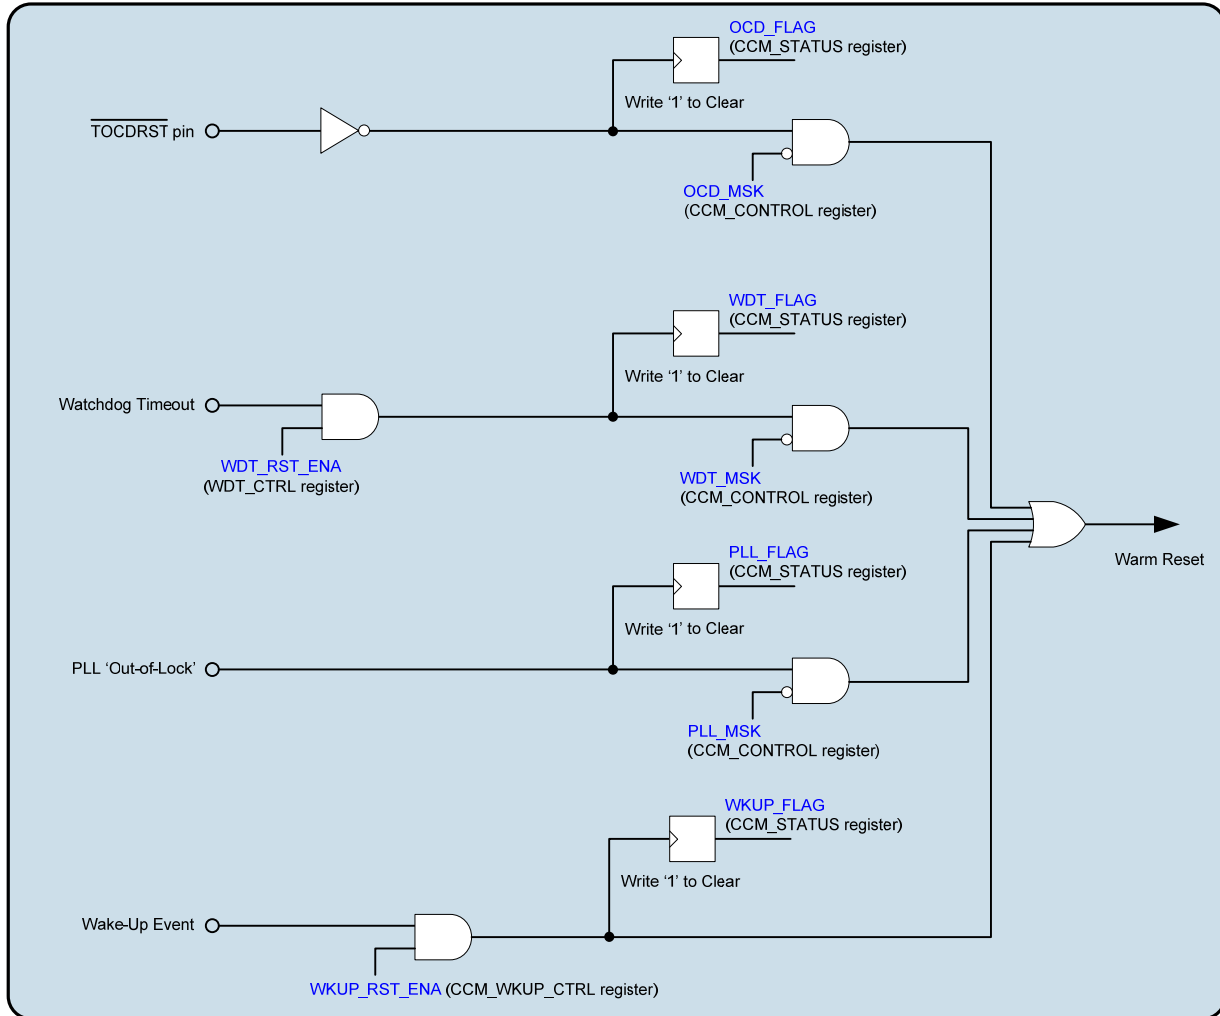 OCD_FLAG
(CCM_STATUS register)
Write ‘1’ to Clear
TOCDRST pin
OCD_MSK
(CCM_CONTROL register)
WDT_FLAG
(CCM_STATUS register)
Write ‘1’ to Clear
Watchdog Timeout
WDT_RST_ENA
(WDT_CTRL register)
WDT_MSK
(CCM_CONTROL register)
PLL_FLAG
(CCM_STATUS register)
Warm Reset
Write ‘1’ to Clear
PLL ‘Out-of-Lock’
PLL_MSK
(CCM_CONTROL register)
WKUP_FLAG
(CCM_STATUS register)
Write ‘1’ to Clear
Wake-Up Event
WKUP_RST_ENA (CCM_WKUP_CTRL register)